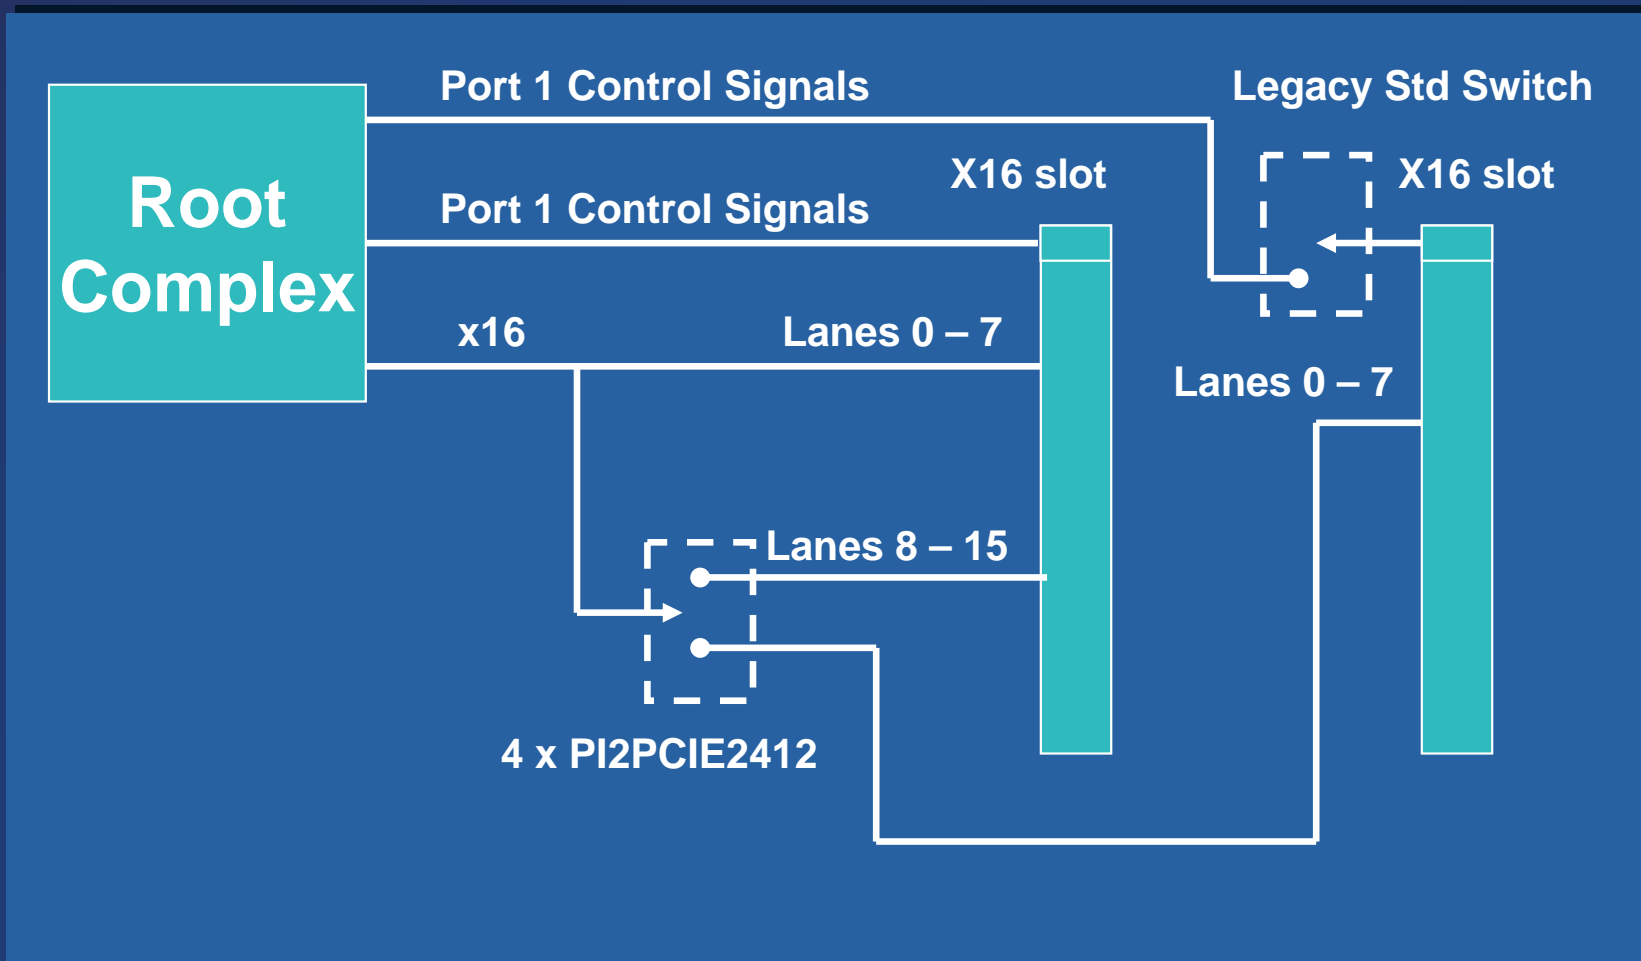 Port 1 Control Signals
Legacy Std Switch
Root
Complex
X16 slot
X16 slot
Port 1 Control Signals
x16
Lanes 0 – 7
Lanes 0 – 7
Lanes 8 – 15
4 x PI2PCIE2412